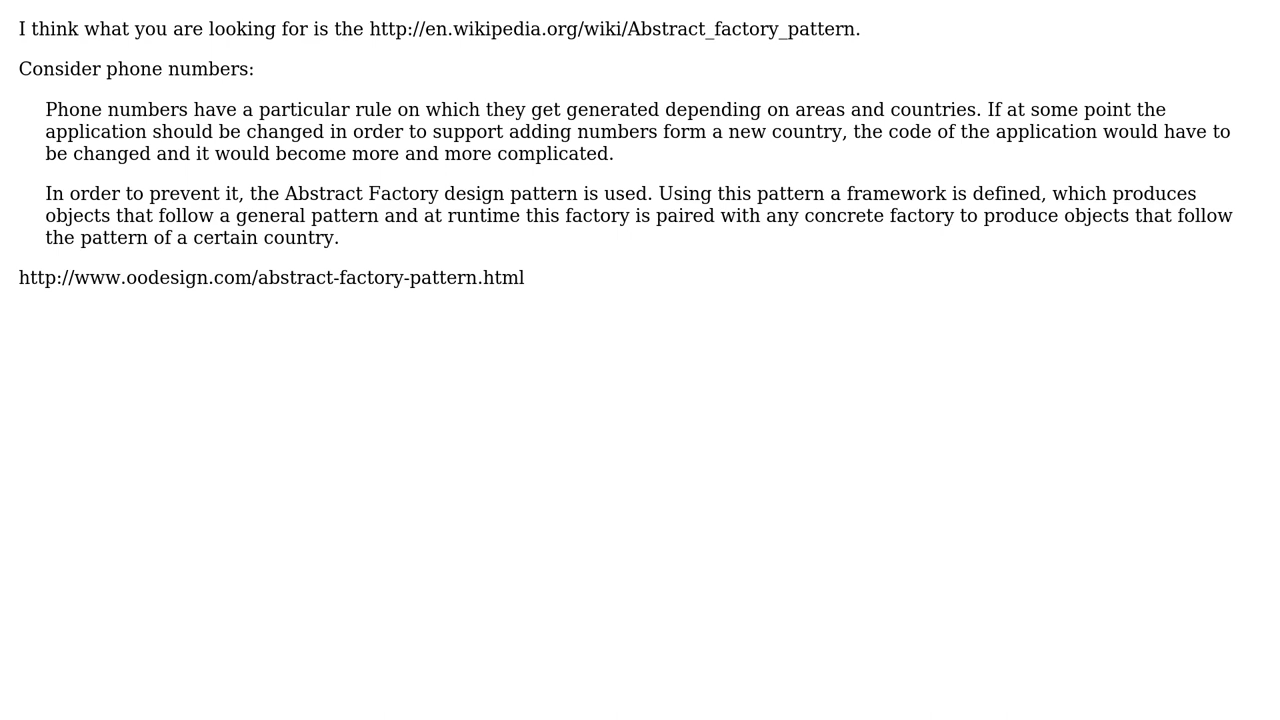 I think what you are looking for is the http://en.wikipedia.org/wiki/Abstract_factory_pattern.
Consider phone numbers:
Phone numbers have a particular rule on which they get generated depending on areas and countries. If at some point the
application should be changed in order to support adding numbers form a new country, the code of the application would have to
be changed and it would become more and more complicated.
In order to prevent it, the Abstract Factory design pattern is used. Using this pattern a framework is defined, which produces
objects that follow a general pattern and at runtime this factory is paired with any concrete factory to produce objects that follow
the pattern of a certain country.
http://www.oodesign.com/abstract-factory-pattern.html